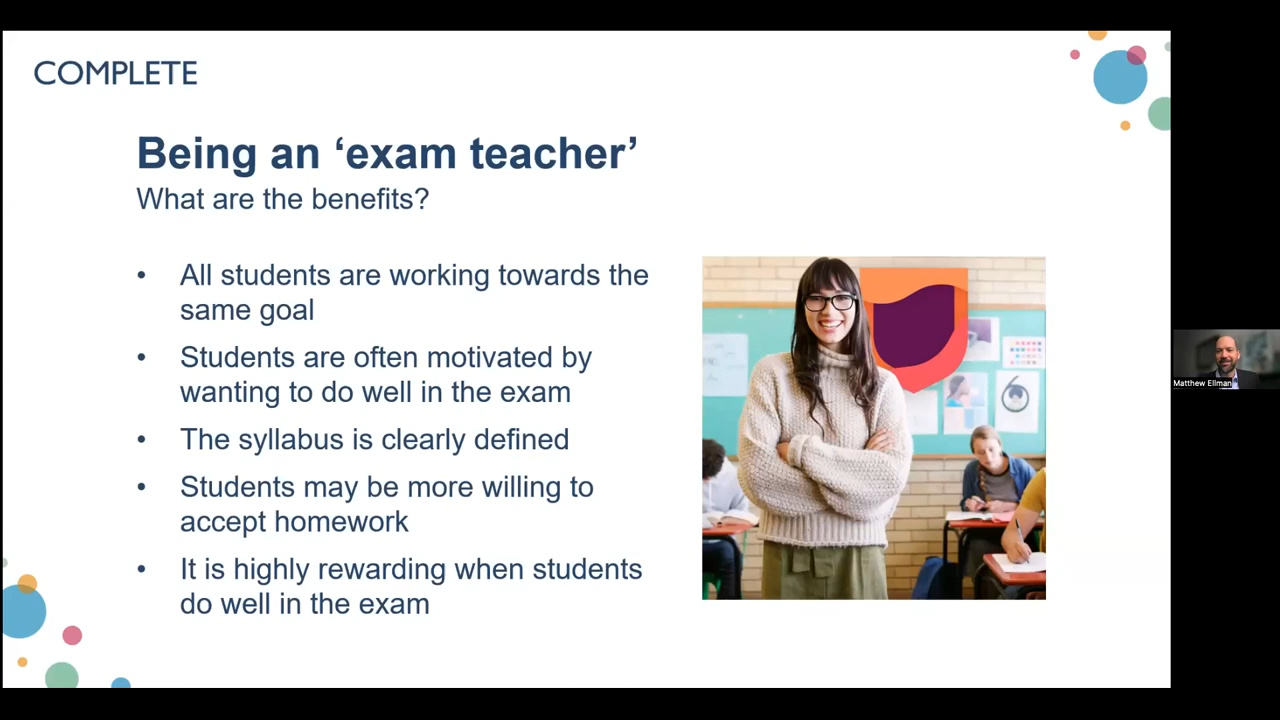 COMPLETE
Being an ‘exam teacher’
What are the benefits?
• All students are working towards the
same goal
• Students are often motivated by
wanting to do well in the exam
• The syllabus is clearly defined
• Students may be more willing to
accept homework
• It is highly rewarding when students
do well in the exam
Matthew Ellman